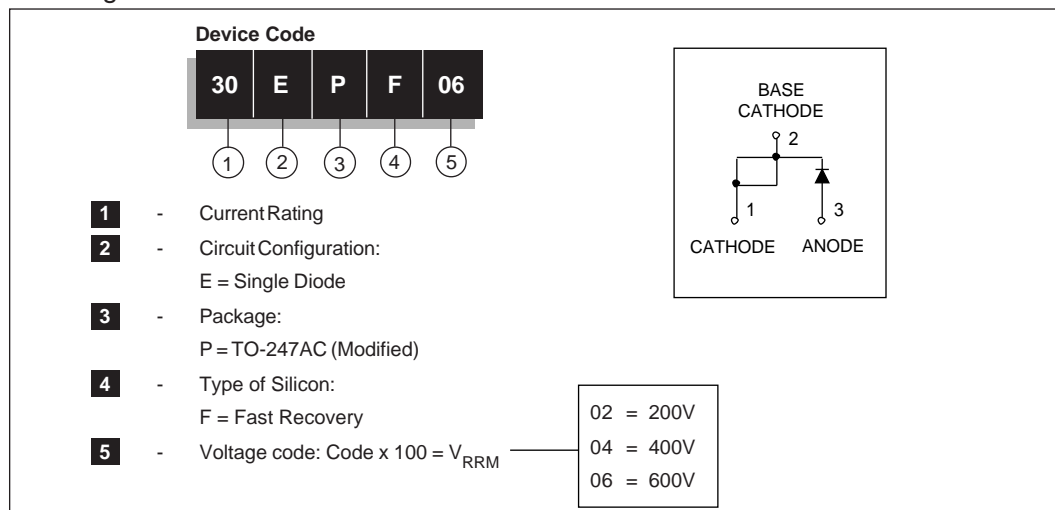 Device Code
30 E P F 06
1 2 3 4 5
1 - Current Rating
2 - Circuit Configuration:
E = Single Diode
3 - Package:
P = TO-247AC (Modified)
4 - Type of Silicon:
F = Fast Recovery
5 - Voltage code: Code x 100 = VRRM
02 = 200V
04 = 400V
06 = 600V
BASE
CATHODE
2
1 3
CATHODE ANODE